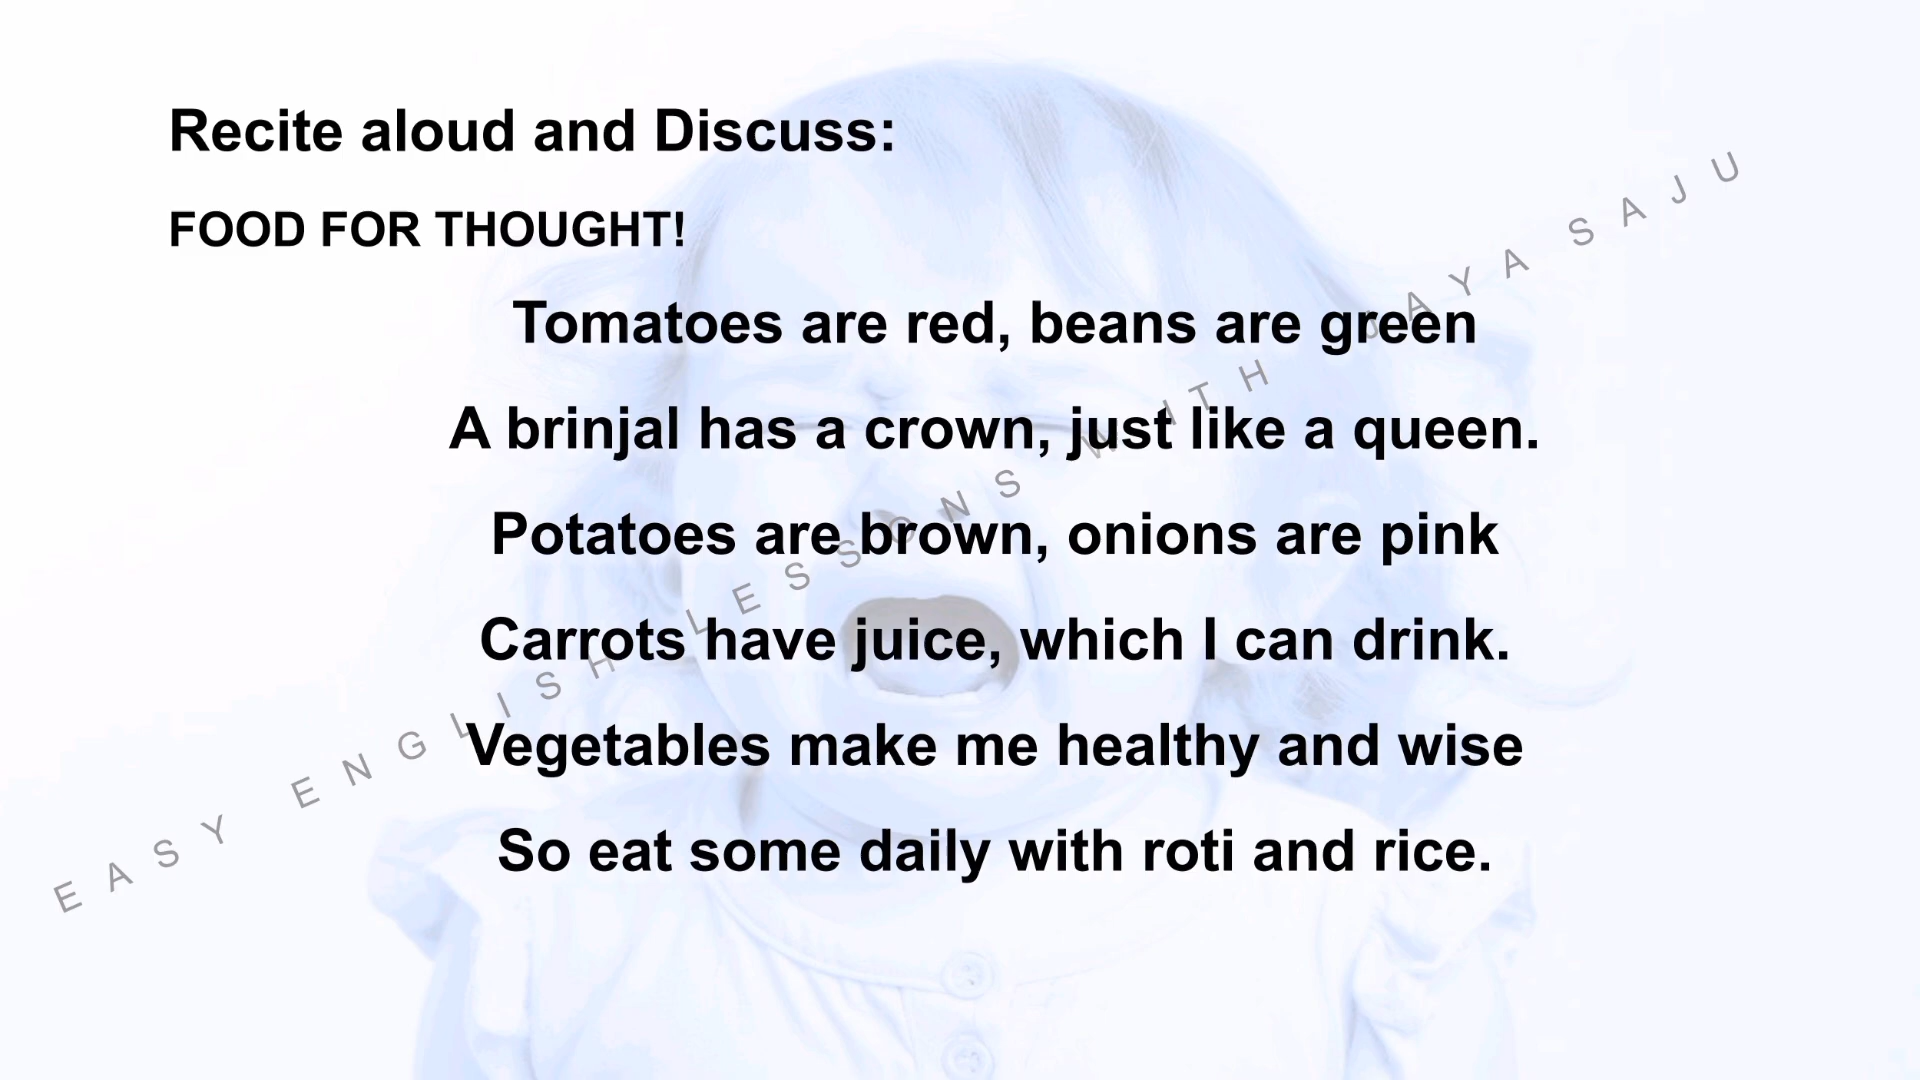 Recite aloud and Discuss:
FOOD FOR THOUGHT!
Tomatoes are red, beans are green
A brinjal has a crown, just like a queen.
Potatoes are brown, onions are pink
Carrots have juice, which I can drink.
Vegetables make me healthy and wise
So eat some daily with roti and rice.
EASY ENGLISH LESSONS WITH JAYA SAJU